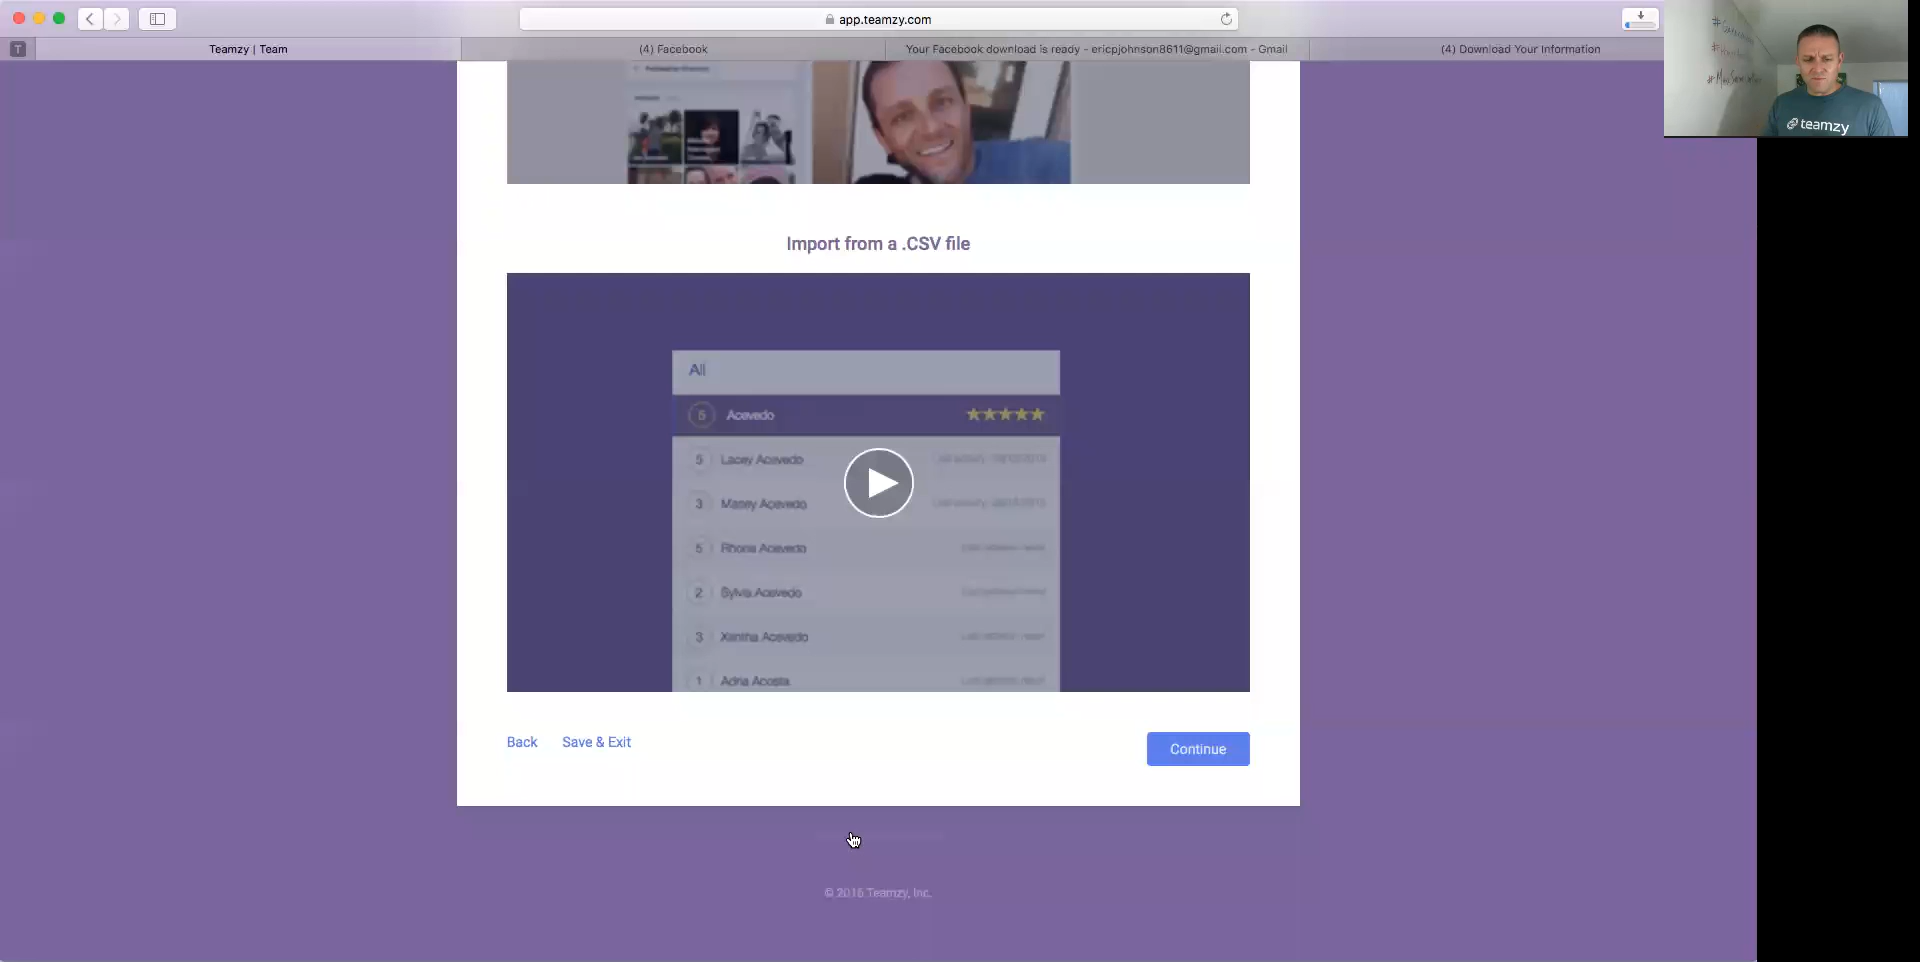 app.teamzy.com
T
Teamzy | Team
(4) Facebook
Your Facebook download is ready - ericpjohnson8611@gmail.com - Gmail
(4) Download Your Information
teamzy
Import from a .CSV file
All
5 Acevedo
5 Lacey Acevedo
3 Maxey Acevedo
5 Rhona Acevedo
2 Sylvia Acevedo
3 Xantha Acevedo
1 Adria Acosta
Back Save & Exit Continue
© 2016 Teamzy, Inc.